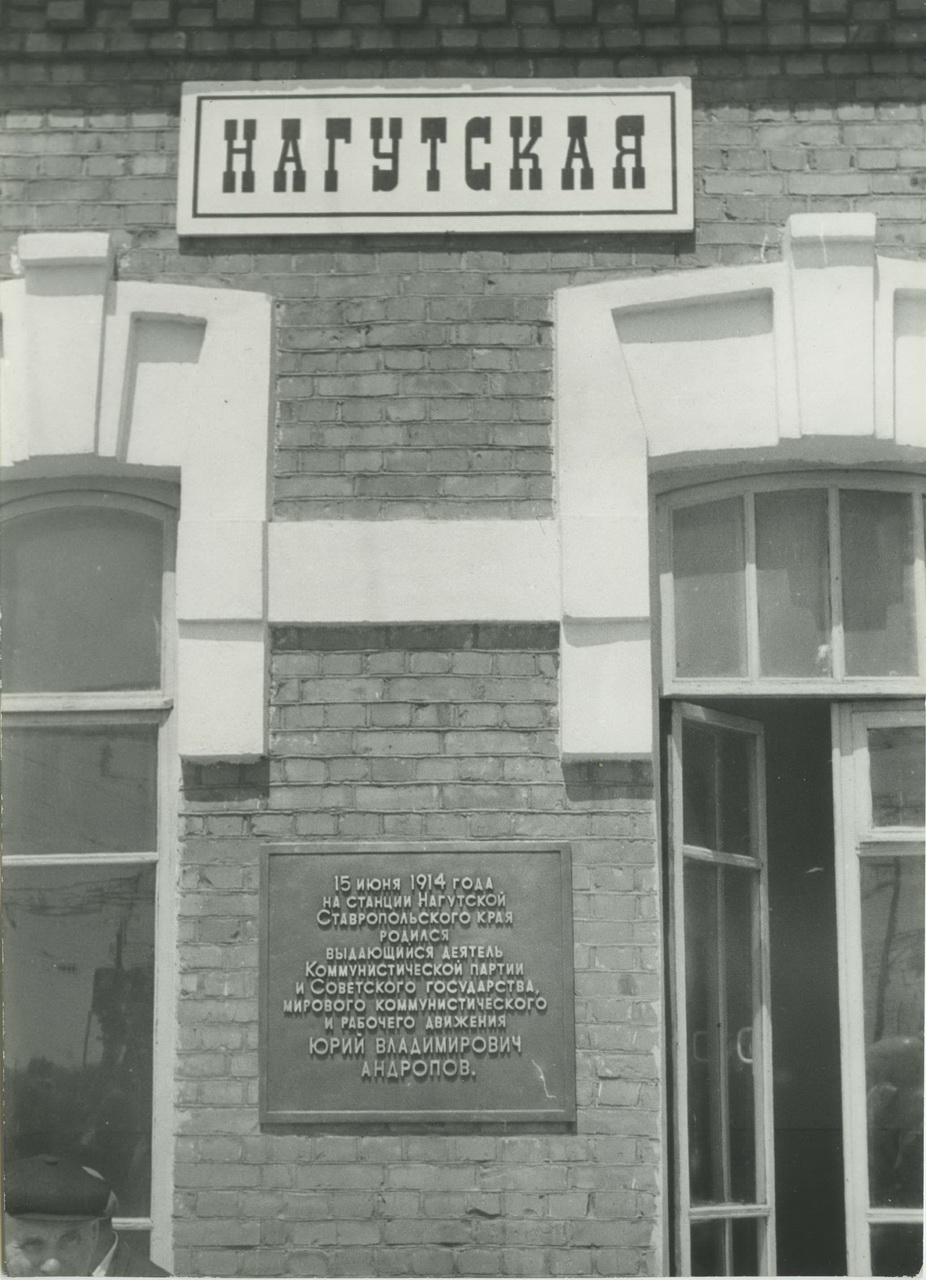 НАГУТСКАЯ
15 июня 1914 года
на станции Нагутской
Ставропольского края
родился
выдающийся деятель
Коммунистической партии
и Советского государства,
мирового коммунистического
и рабочего движения
ЮРИЙ ВЛАДИМИРОВИЧ
АНДРОПОВ.